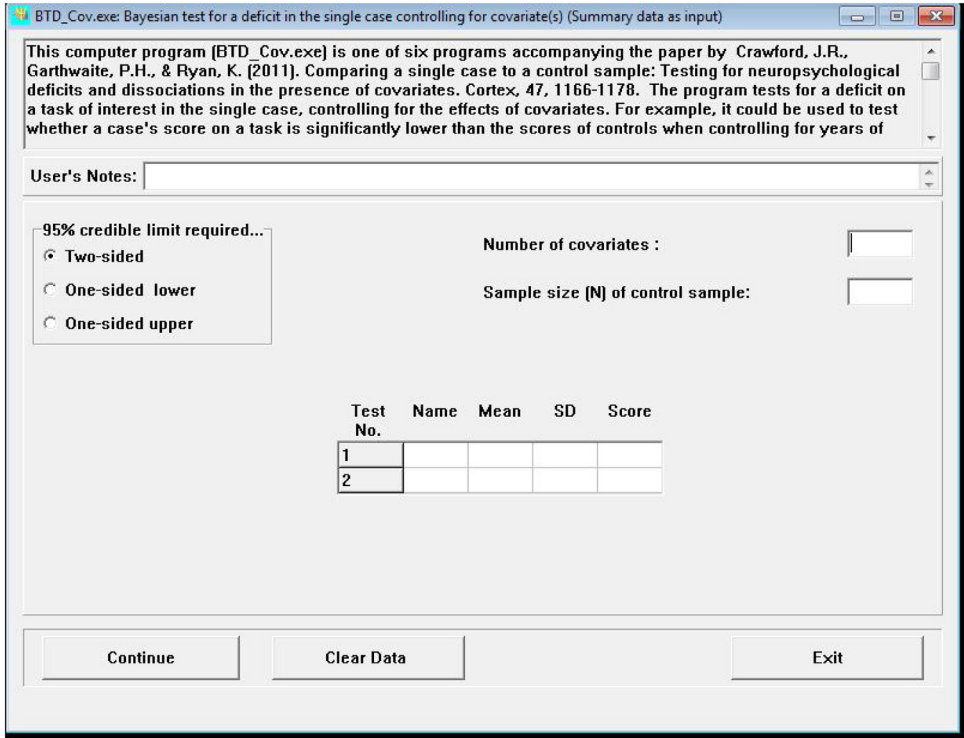 BTD_Cov.exe: Bayesian test for a deficit in the single case controlling for covariate(s) (Summary data as input)
This computer program (BTD_Cov.exe) is one of six programs accompanying the paper by  Crawford, J.R.,
Garthwaite, P.H., & Ryan, K. (2011). Comparing a single case to a control sample: Testing for neuropsychological
deficits and dissociations in the presence of covariates. Cortex, 47, 1166-1178.  The program tests for a deficit on
a task of interest in the single case, controlling for the effects of covariates. For example, it could be used to test
whether a case's score on a task is significantly lower than the scores of controls when controlling for years of
User's Notes:
95% credible limit required...
Two-sided
One-sided  lower
One-sided upper
Number of covariates :
Sample size (N) of control sample:
Test No. Name Mean SD Score
1
2
Continue Clear Data Exit